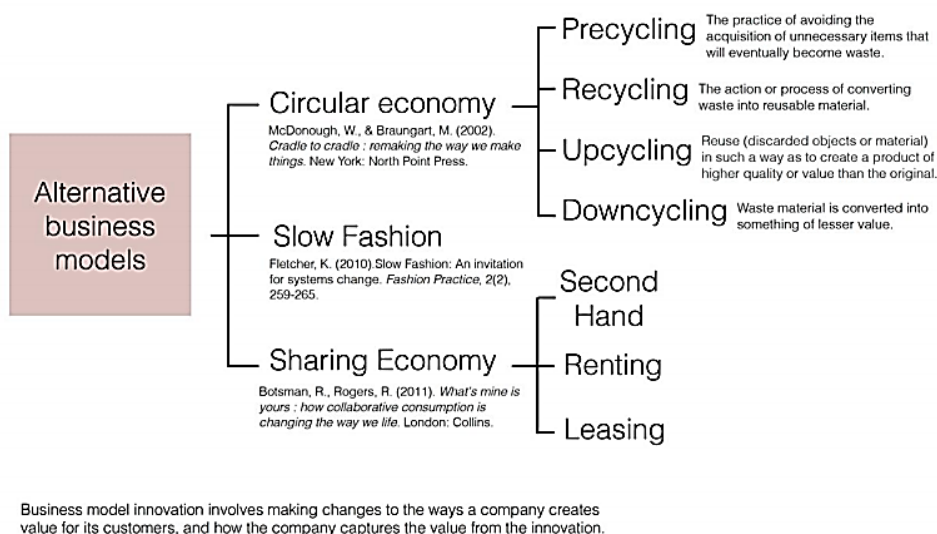 Alternative
business
models
Circular economy
McDonough, W., & Braungart, M. (2002).
Cradle to cradle : remaking the way we make
things. New York: North Point Press.
Precycling
The practice of avoiding the
acquisition of unnecessary items that
will eventually become waste.
Recycling
The action or process of converting
waste into reusable material.
Upcycling
Reuse (discarded objects or material)
in such a way as to create a product of
higher quality or value than the original.
Downcycling
Waste material is converted into
something of lesser value.
Slow Fashion
Fletcher, K. (2010).Slow Fashion: An invitation
for systems change. Fashion Practice, 2(2),
259-265.
Sharing Economy
Botsman, R., Rogers, R. (2011). What's mine is
yours : how collaborative consumption is
changing the way we life. London: Collins.
Second
Hand
Renting
Leasing
Business model innovation involves making changes to the ways a company creates
value for its customers, and how the company captures the value from the innovation.